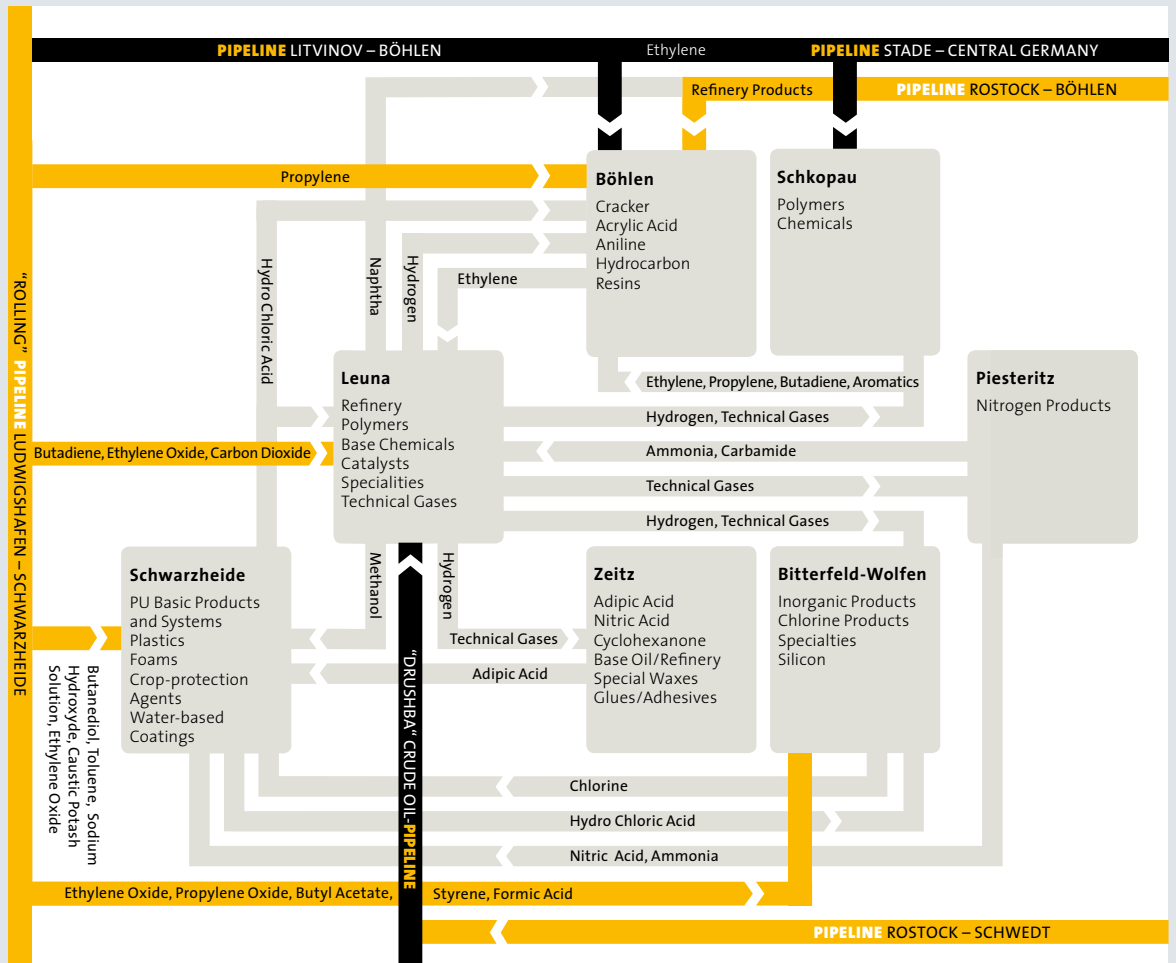 PIPELINE LITVINOV – BÖHLEN
Ethylene
PIPELINE STADE – CENTRAL GERMANY
Refinery Products
PIPELINE ROSTOCK – BÖHLEN
Propylene
Böhlen
Cracker
Acrylic Acid
Aniline
Hydrocarbon
Resins
Schkopau
Polymers
Chemicals
Hydro Chloric Acid
Naphtha
Hydrogen
Ethylene
"ROLLING" PIPELINE LUDWIGSHAFEN – SCHWARZHEIDE
Leuna
Refinery
Polymers
Base Chemicals
Catalysts
Specialities
Technical Gases
Ethylene, Propylene, Butadiene, Aromatics
Hydrogen, Technical Gases
Ammonia, Carbamide
Technical Gases
Hydrogen, Technical Gases
Piesteritz
Nitrogen Products
Butadiene, Ethylene Oxide, Carbon Dioxide
Schwarzheide
PU Basic Products
and Systems
Plastics
Foams
Crop-protection
Agents
Water-based
Coatings
Methanol
Hydrogen
Technical Gases
Adipic Acid
Zeitz
Adipic Acid
Nitric Acid
Cyclohexanone
Base Oil/Refinery
Special Waxes
Glues/Adhesives
Bitterfeld-Wolfen
Inorganic Products
Chlorine Products
Specialties
Silicon
Butanediol, Toluene, Sodium
Hydroxyde, Caustic Potash
Solution, Ethylene Oxide
"DRUSHBA" CRUDE OIL-PIPELINE
Chlorine
Hydro Chloric Acid
Nitric Acid, Ammonia
Ethylene Oxide, Propylene Oxide, Butyl Acetate, Styrene, Formic Acid
PIPELINE ROSTOCK – SCHWEDT